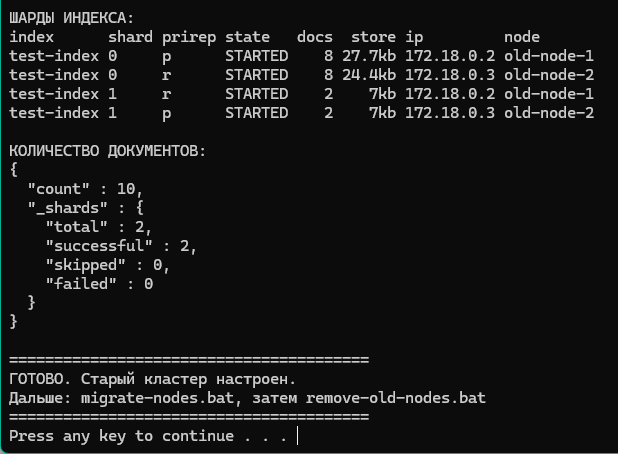 ШАРДЫ ИНДЕКСА:
index      shard prirep state   docs  store ip         node
test-index 0     p      STARTED    8 27.7kb 172.18.0.2 old-node-1
test-index 0     r      STARTED    8 24.4kb 172.18.0.3 old-node-2
test-index 1     r      STARTED    2    7kb 172.18.0.2 old-node-1
test-index 1     p      STARTED    2    7kb 172.18.0.3 old-node-2
КОЛИЧЕСТВО ДОКУМЕНТОВ:
{
  "count" : 10,
  "_shards" : {
    "total" : 2,
    "successful" : 2,
    "skipped" : 0,
    "failed" : 0
  }
}
========================================
ГОТОВО. Старый кластер настроен.
Дальше: migrate-nodes.bat, затем remove-old-nodes.bat
========================================
Press any key to continue . . .